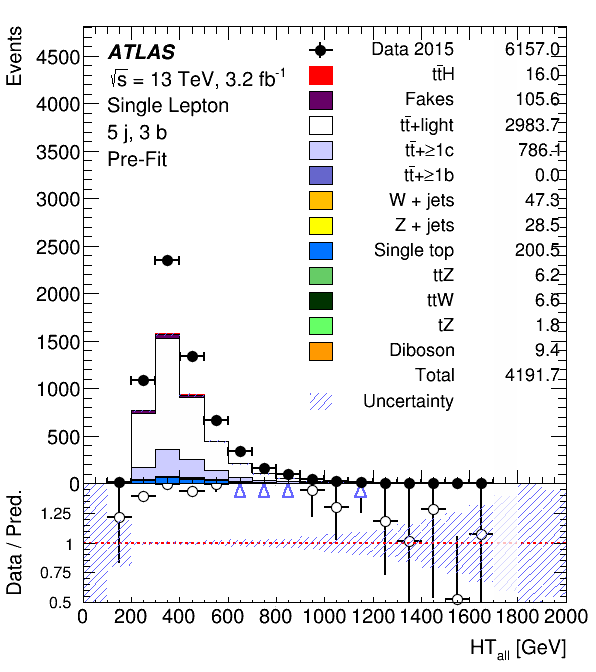 Events
4500
4000
3500
3000
2500
2000
1500
1000
500
0
ATLAS
√s = 13 TeV, 3.2 fb⁻¹
Single Lepton
5 j, 3 b
Pre-Fit
Data 2015 6157.0
tt̄H 16.0
Fakes 105.6
tt̄+light 2983.7
tt̄+≥1c 786.1
tt̄+≥1b 0.0
W + jets 47.3
Z + jets 28.5
Single top 200.5
ttZ 6.2
ttW 6.6
tZ 1.8
Diboson 9.4
Total 4191.7
Uncertainty
Data / Pred.
1.25
1
0.75
0.5
0 200 400 600 800 1000 1200 1400 1600 1800 2000
HT_all [GeV]